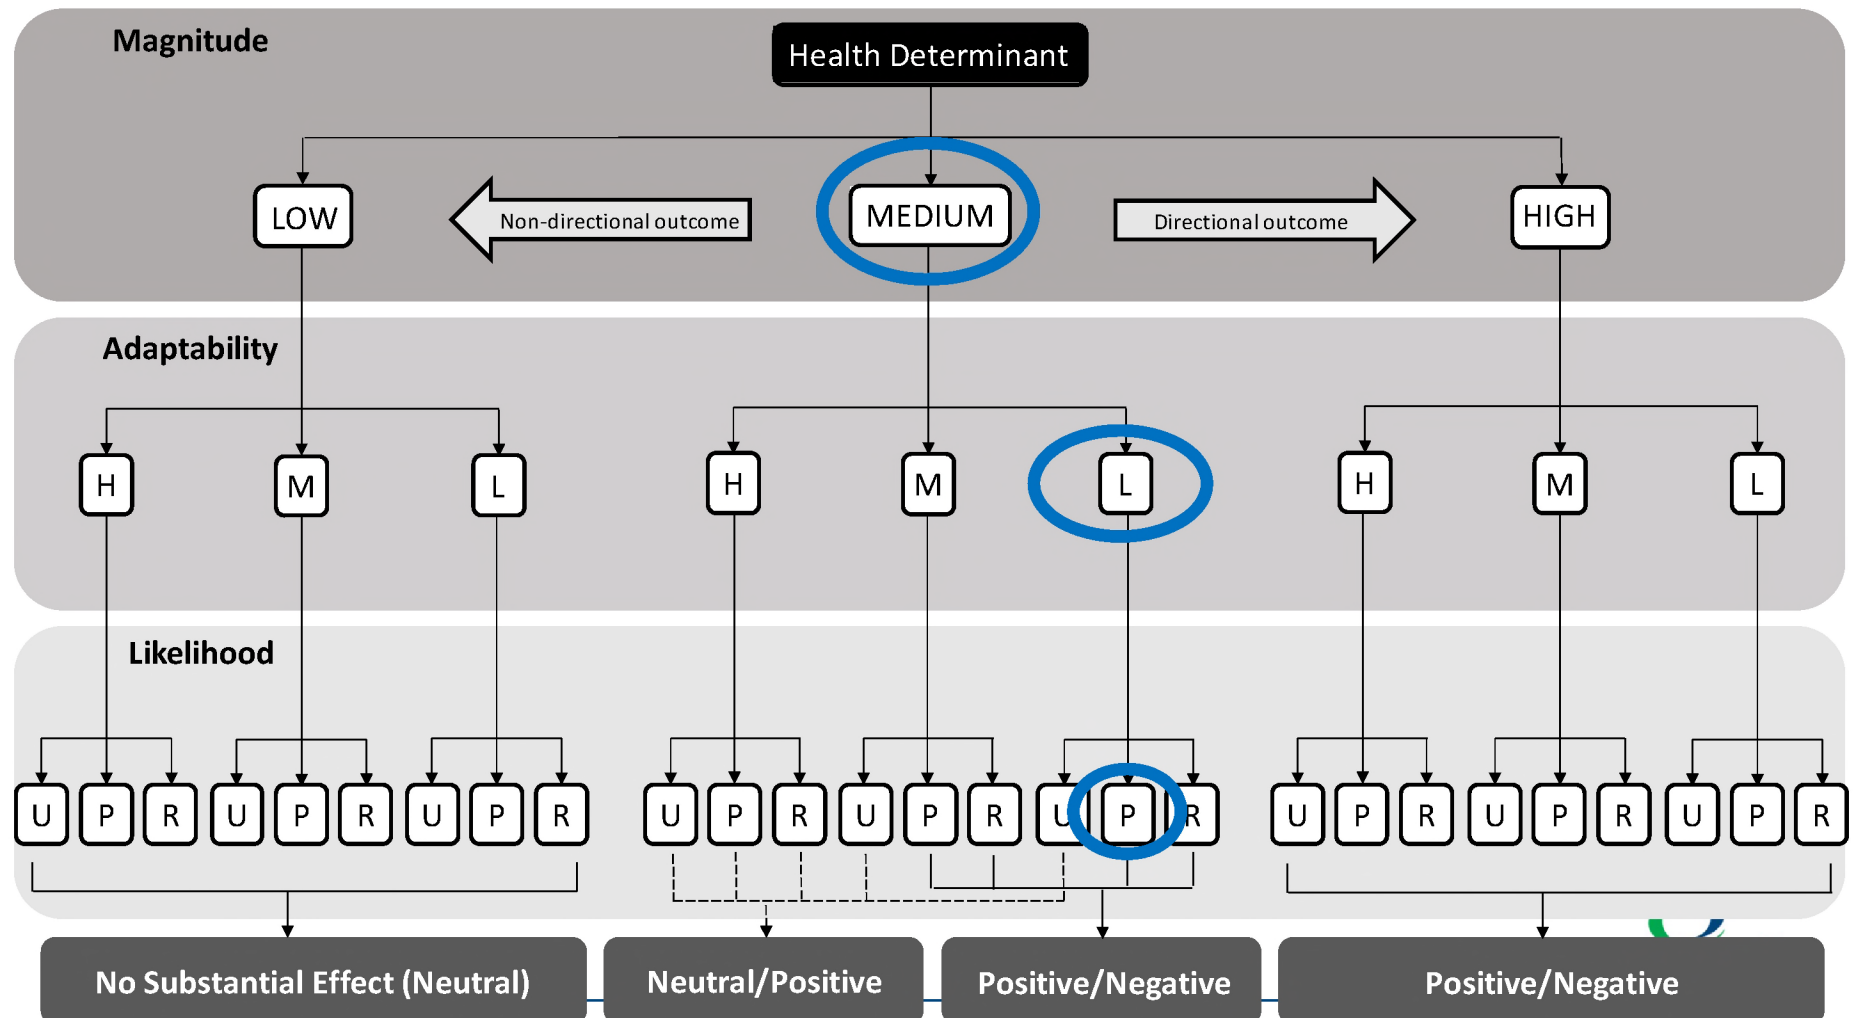 Magnitude
Health Determinant
LOW
Non-directional outcome
MEDIUM
Directional outcome
HIGH
Adaptability
H M L H M L H M L
Likelihood
U P R U P R U P R U P R U P R U P R U P R U P R U P R
No Substantial Effect (Neutral)
Neutral/Positive
Positive/Negative
Positive/Negative